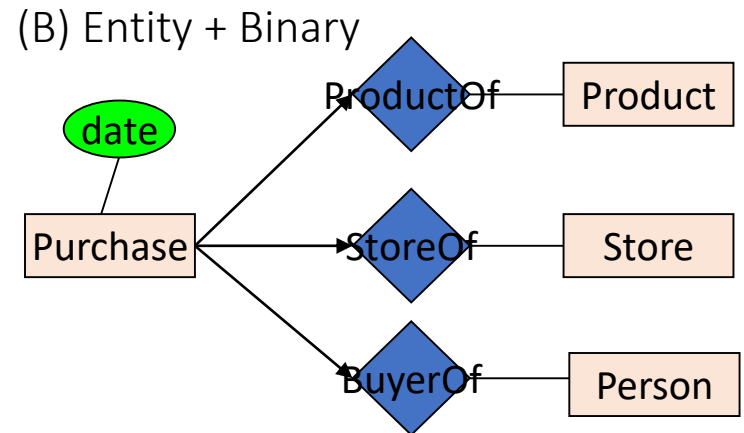 (B) Entity + Binary
ProductOf
Product
date
Purchase
StoreOf
Store
BuyerOf
Person